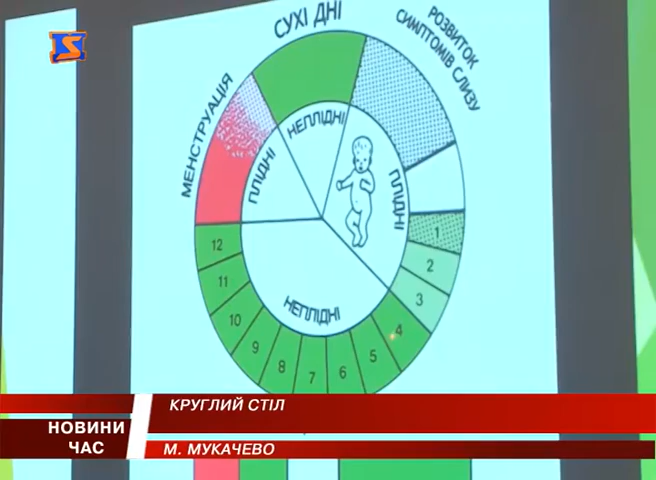 S
СУХІ ДНІ
РОЗВИТОК
СИМПТОМІВ СЛИЗУ
МЕНСТРУАЦІЯ
ПЛІДНІ
НЕПЛІДНІ
ПЛІДНІ
НЕПЛІДНІ
1
2
3
4
5
6
7
8
9
10
11
12
КРУГЛИЙ СТІЛ
НОВИНИ
ЧАС
М. МУКАЧЕВО